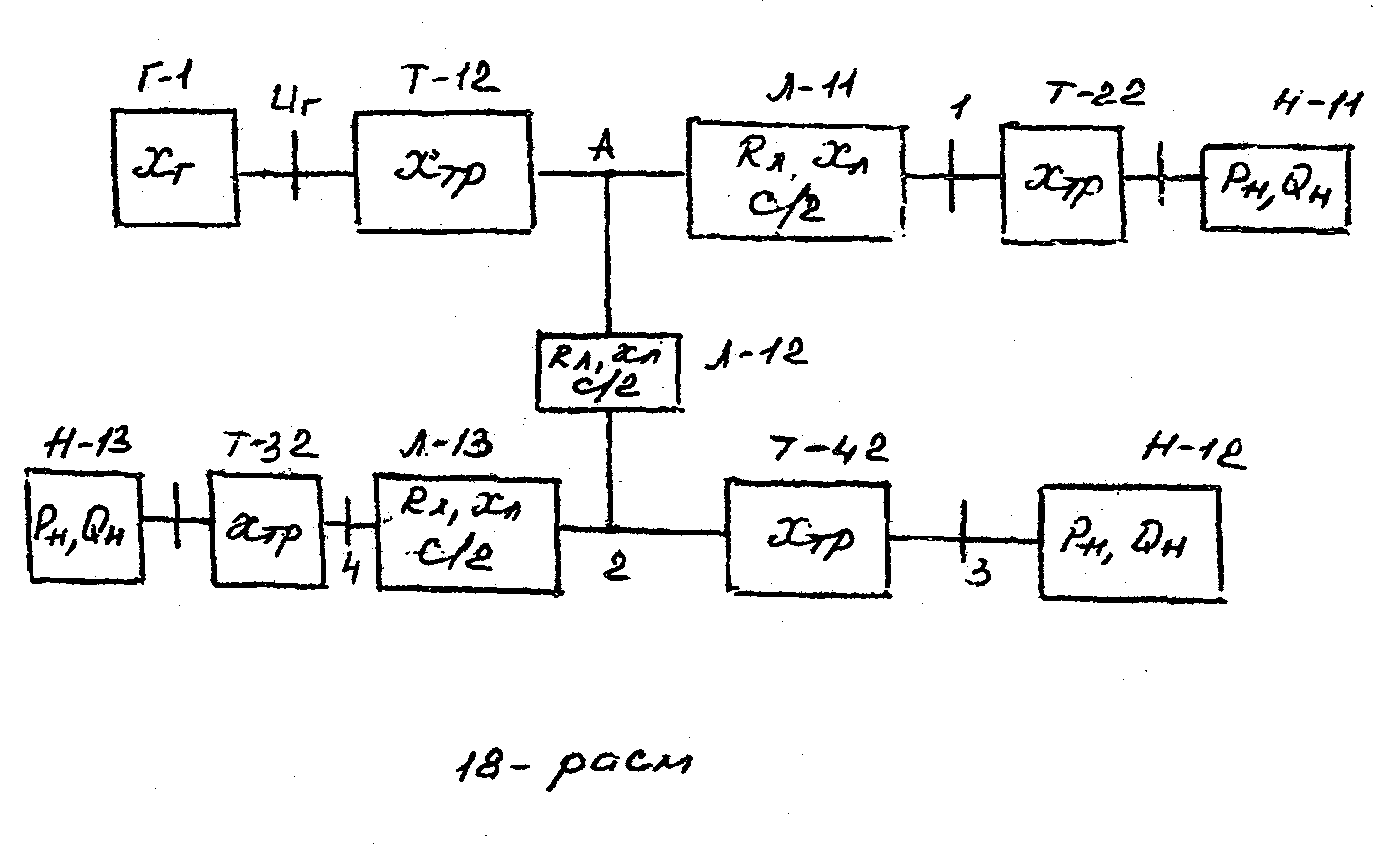 Г-1
Т-12
Л-11
Т-22
Н-11
Цг
А
1
Xг
Xтр
Rл, Xл
С/2
Xтр
Pн, Qн
Rл, Xл
С/2
Л-12
Н-13
Т-32
Л-13
Т-42
Н-12
Pн, Qн
Xтр
4
Rл, Xл
С/2
2
Xтр
3
Pн, Qн
18- расм